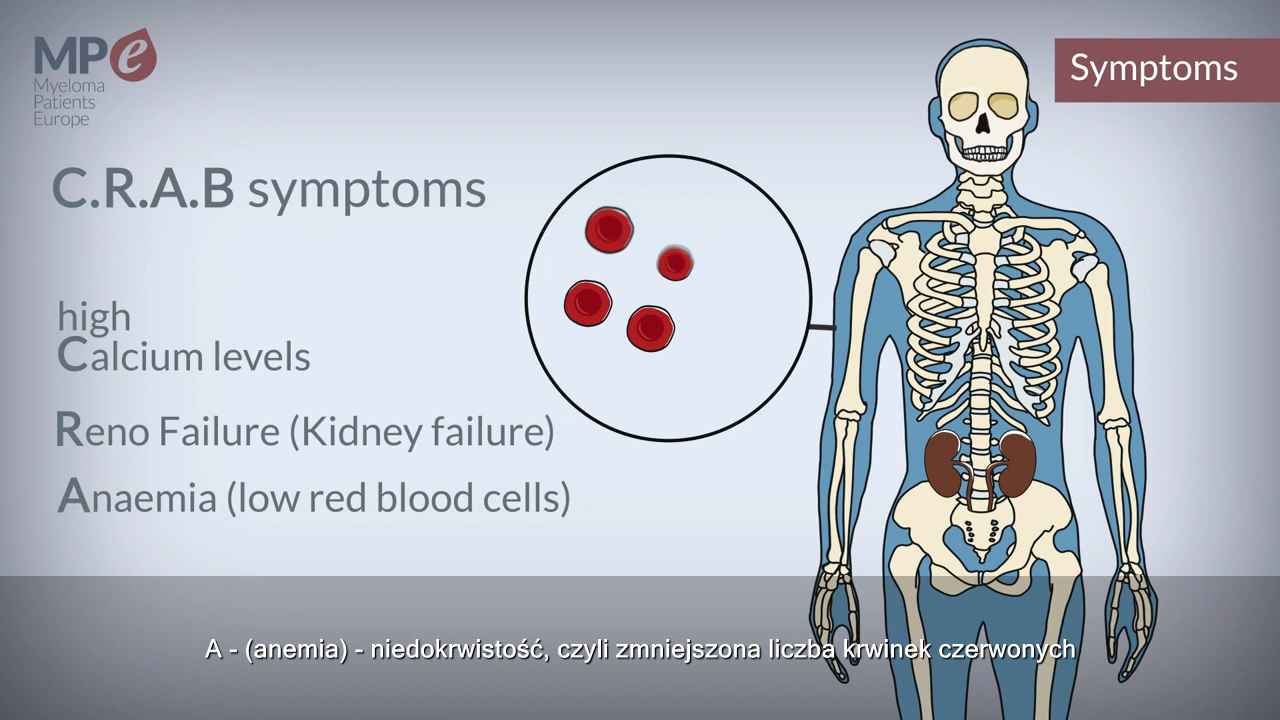 MPe
Myeloma
Patients
Europe
Symptoms
C.R.A.B symptoms
high
Calcium levels
Reno Failure (Kidney failure)
Anaemia (low red blood cells)
A - (anemia) - niedokrwistość, czyli zmniejszona liczba krwinek czerwonych